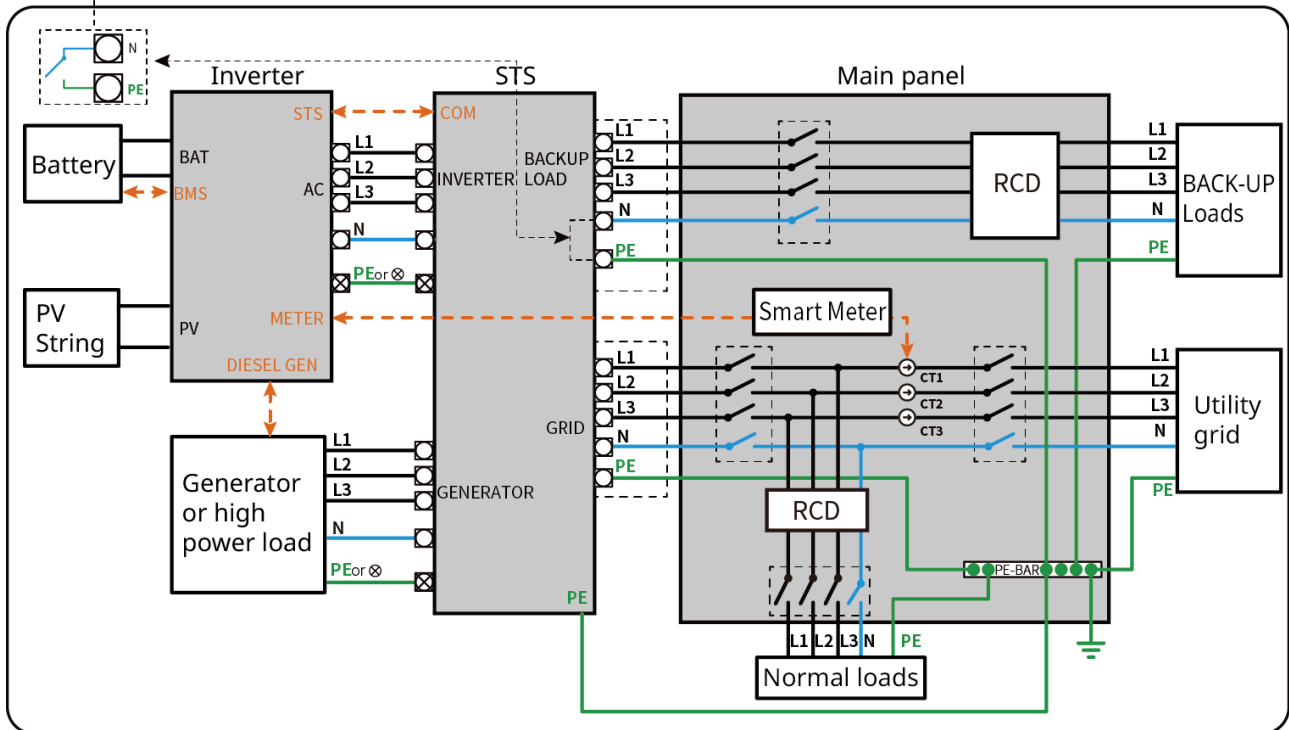 N
PE
Inverter
STS
Main panel
STS
COM
L1
L2
L3
N
PE
L1
L2
L3
N
PEor ⊗
Battery
BAT
BMS
AC
INVERTER
BACKUP
LOAD
RCD
L1
L2
L3
N
PE
BACK-UP
Loads
PV
String
PV
METER
DIESEL GEN
Smart Meter
L1
L2
L3
N
PE
GRID
CT1
CT2
CT3
L1
L2
L3
N
PE
Utility
grid
Generator
or high
power load
L1
L2
L3
N
PEor ⊗
GENERATOR
RCD
PE-BAR
PE
L1
L2
L3
N
PE
Normal loads